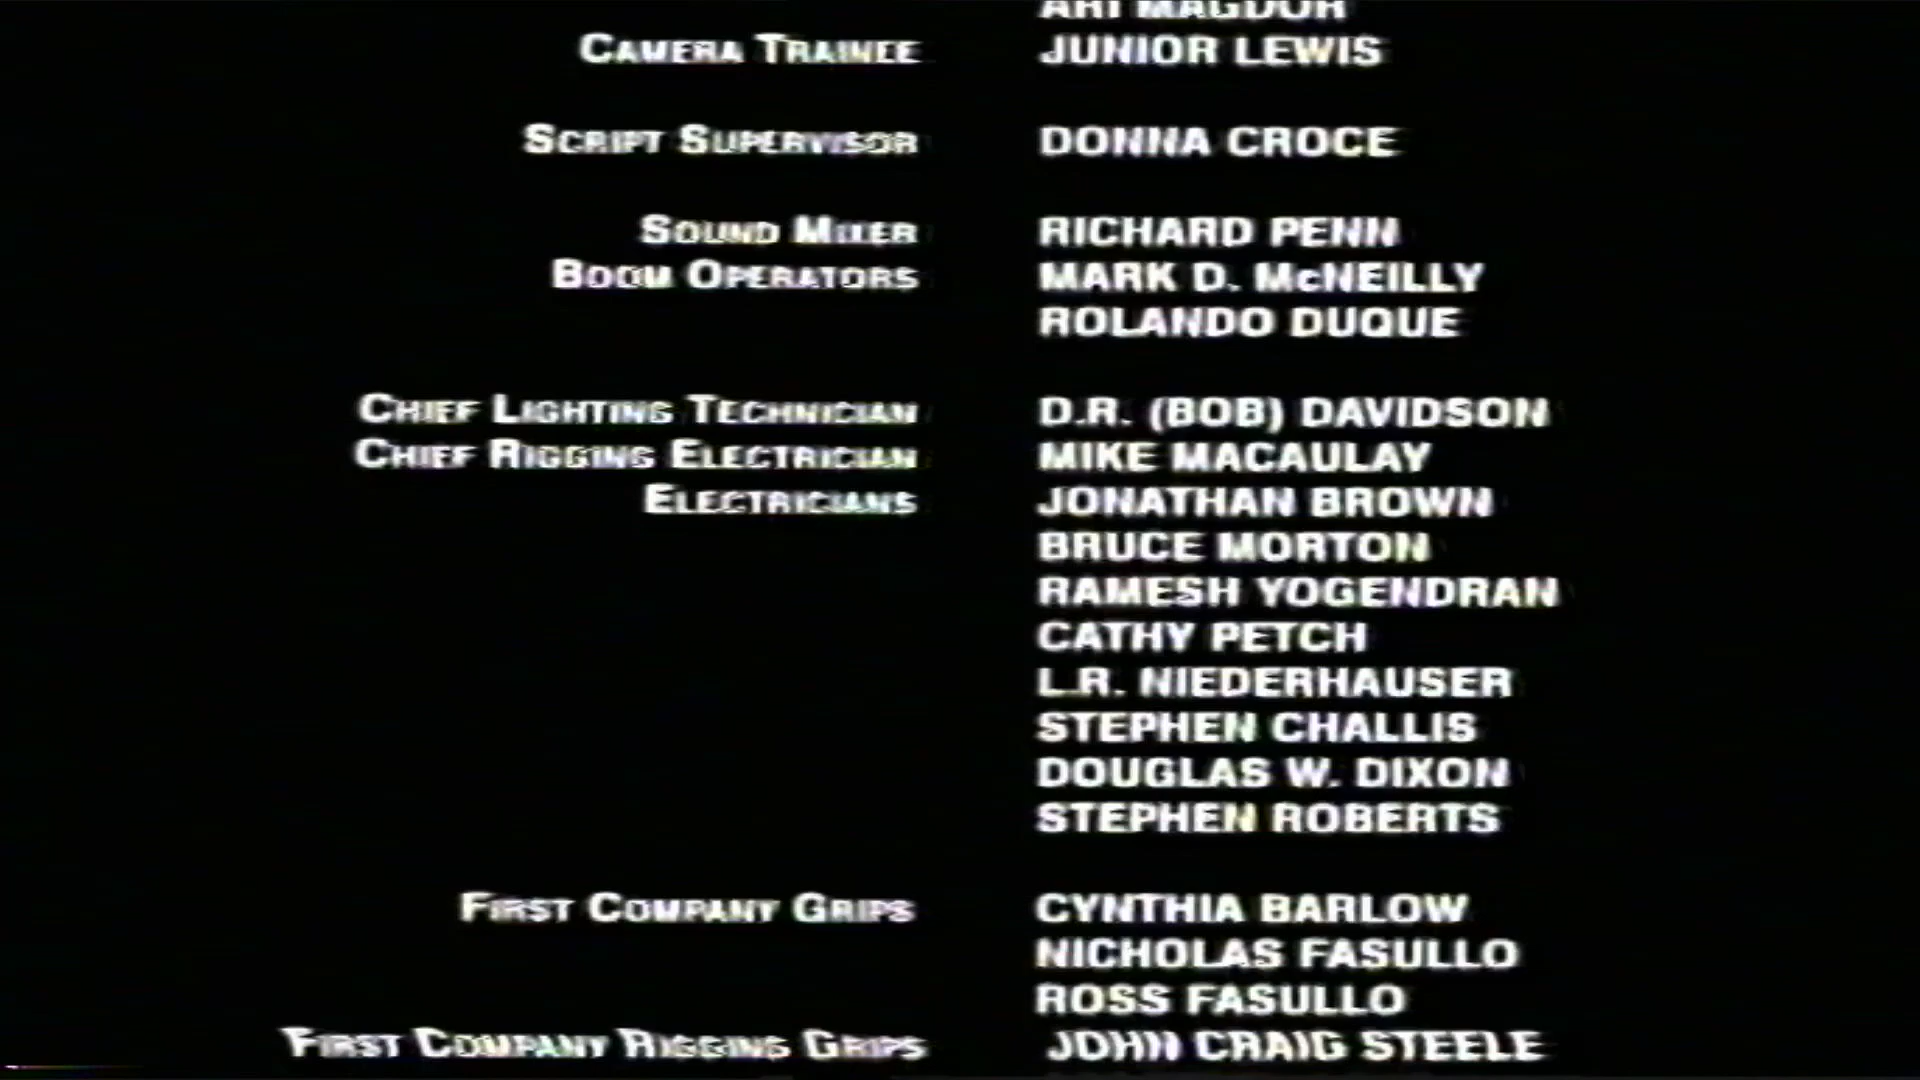 ARI MAGDOR
CAMERA TRAINEE JUNIOR LEWIS
SCRIPT SUPERVISOR DONNA CROCE
SOUND MIXER RICHARD PENN
BOOM OPERATORS MARK D. McNEILLY
ROLANDO DUQUE
CHIEF LIGHTING TECHNICIAN D.R. (BOB) DAVIDSON
CHIEF RIGGING ELECTRICIAN MIKE MACAULAY
ELECTRICIANS JONATHAN BROWN
BRUCE MORTON
RAMESH YOGENDRAN
CATHY PETCH
L.R. NIEDERHAUSER
STEPHEN CHALLIS
DOUGLAS W. DIXON
STEPHEN ROBERTS
FIRST COMPANY GRIPS CYNTHIA BARLOW
NICHOLAS FASULLO
ROSS FASULLO
FIRST COMPANY RIGGING GRIPS JOHN CRAIG STEELE